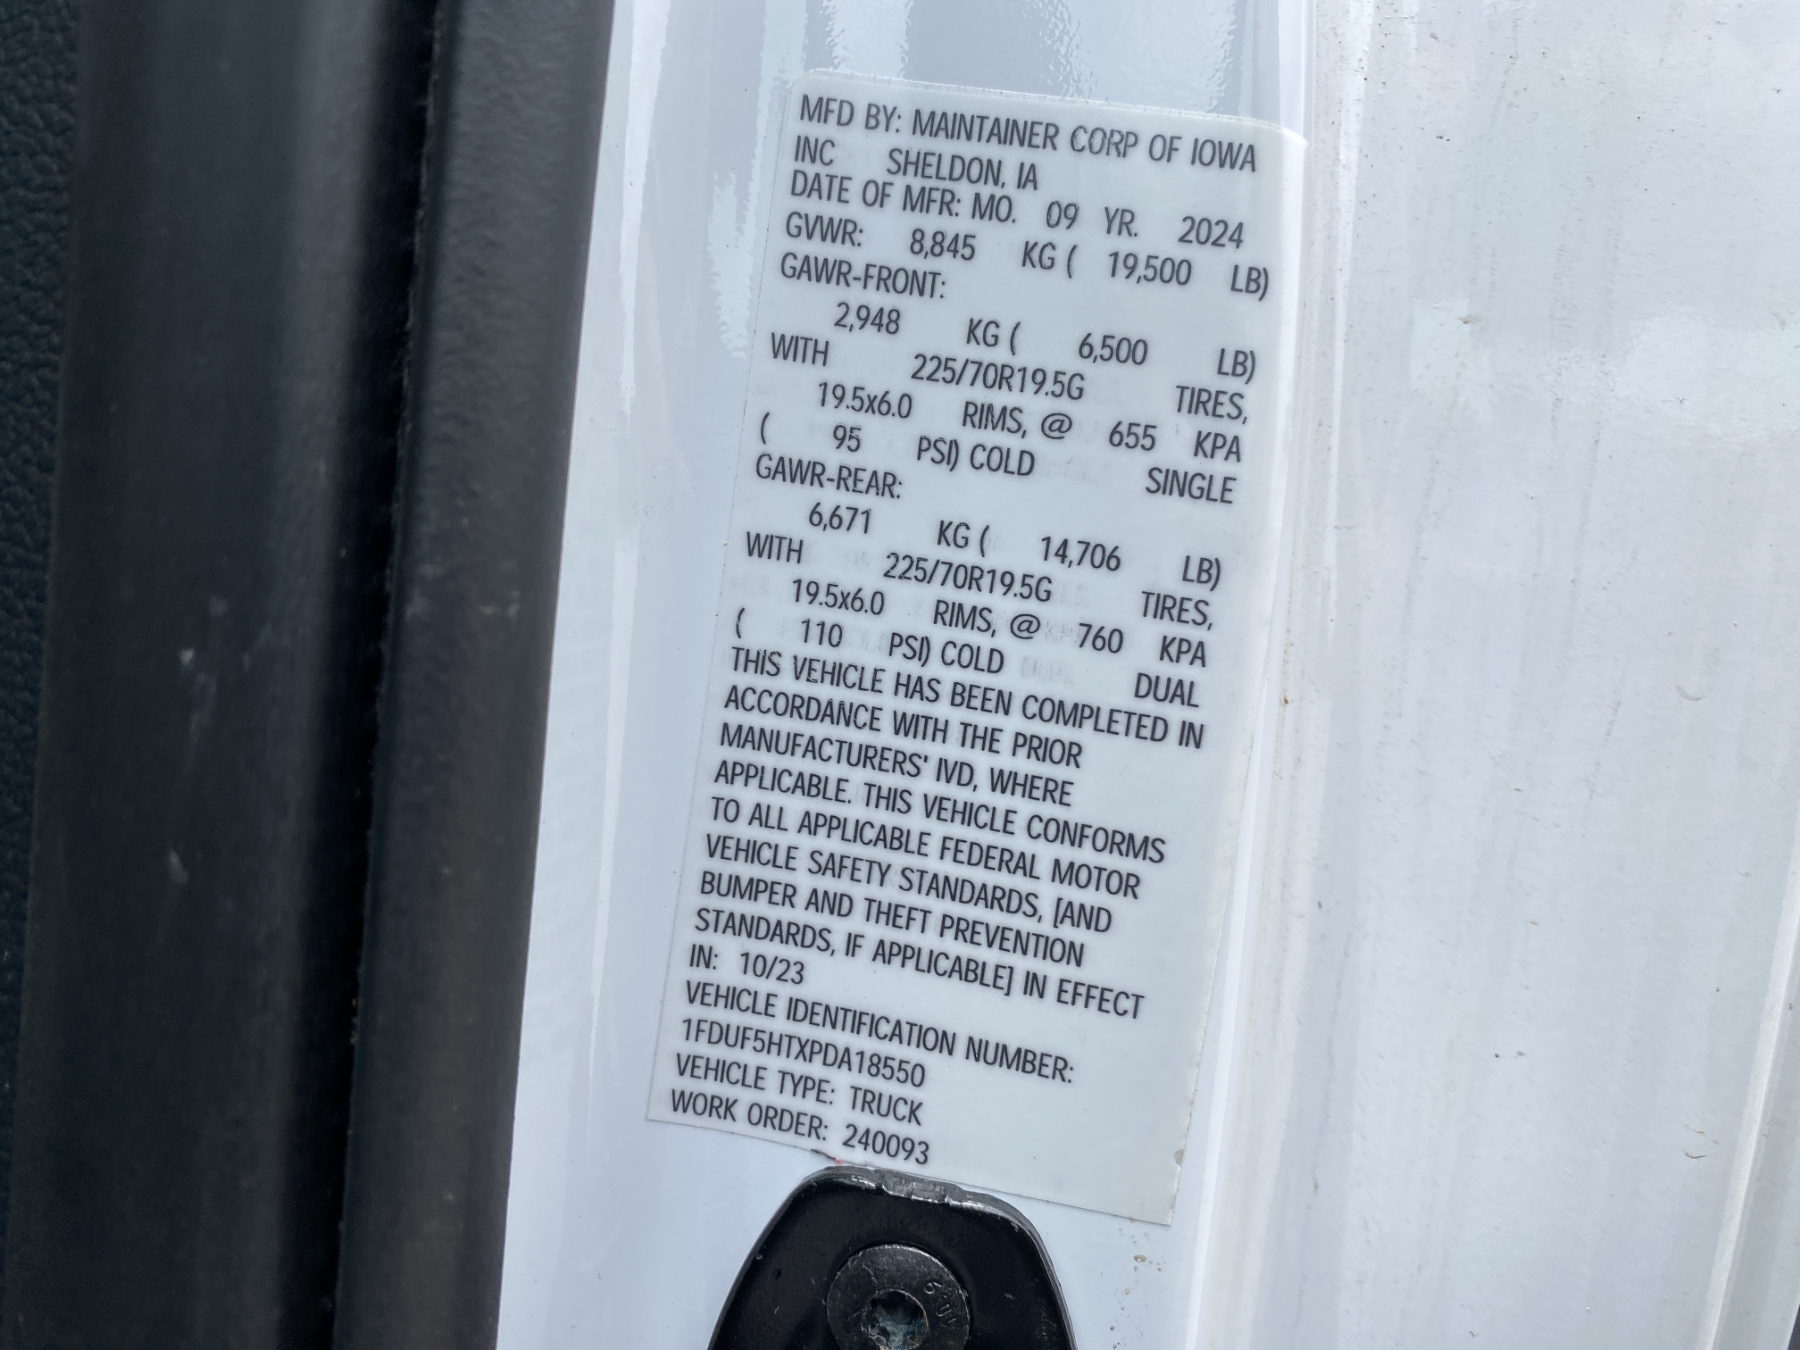 MFD BY: MAINTAINER CORP OF IOWA
INC SHELDON, IA
DATE OF MFR: MO. 09 YR. 2024
GVWR: 8,845 KG ( 19,500 LB)
GAWR-FRONT:
2,948 KG ( 6,500 LB)
WITH 225/70R19.5G TIRES,
19.5x6.0 RIMS, @ 655 KPA
( 95 PSI) COLD SINGLE
GAWR-REAR:
6,671 KG ( 14,706 LB)
WITH 225/70R19.5G TIRES,
19.5x6.0 RIMS, @ 760 KPA
( 110 PSI) COLD DUAL
THIS VEHICLE HAS BEEN COMPLETED IN
ACCORDANCE WITH THE PRIOR
MANUFACTURERS' IVD, WHERE
APPLICABLE. THIS VEHICLE CONFORMS
TO ALL APPLICABLE FEDERAL MOTOR
VEHICLE SAFETY STANDARDS, [AND
BUMPER AND THEFT PREVENTION
STANDARDS, IF APPLICABLE] IN EFFECT
IN: 10/23
VEHICLE IDENTIFICATION NUMBER:
1FDUF5HTXPDA18550
VEHICLE TYPE: TRUCK
WORK ORDER: 240093